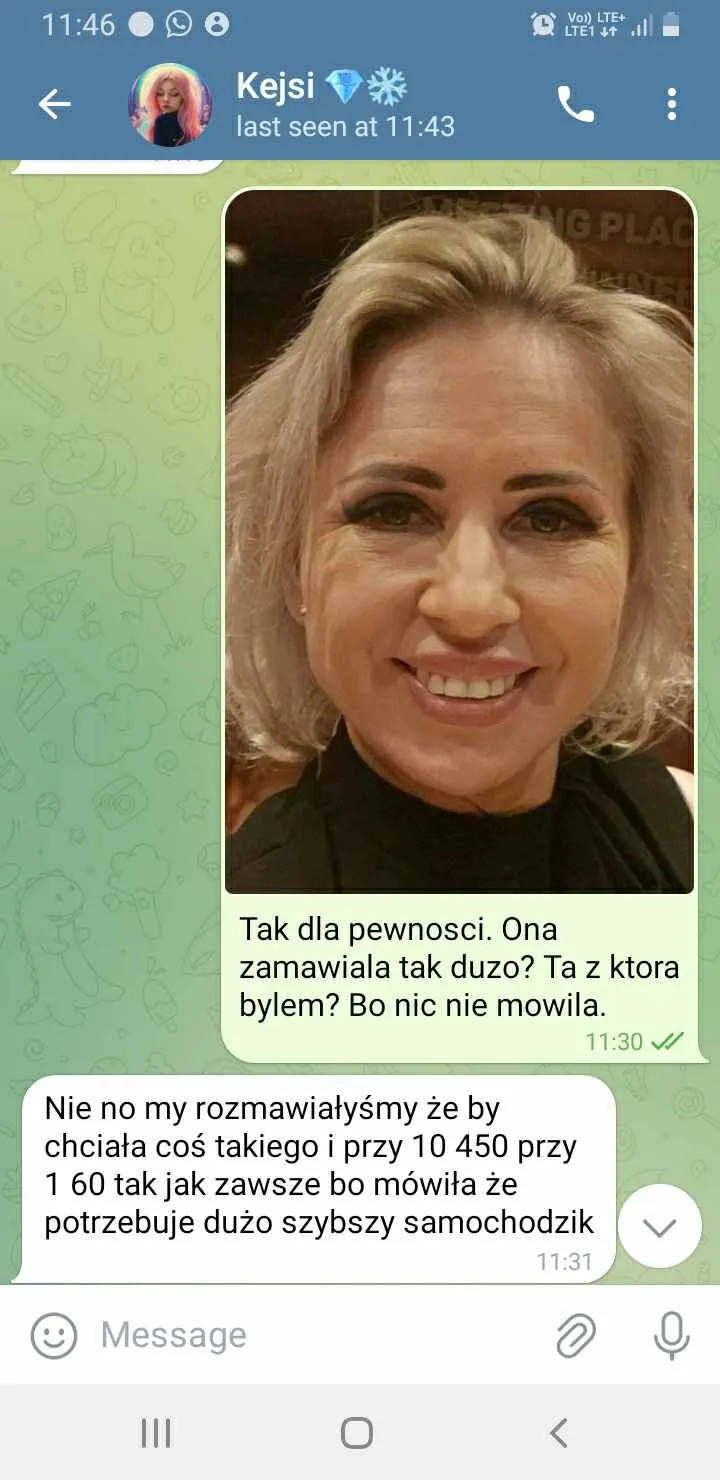 11:46
Vo) LTE+
LTE1
Kejsi
last seen at 11:43
MEETING PLAC
Tak dla pewnosci. Ona
zamawiala tak duzo? Ta z ktora
bylem? Bo nic nie mowila.
11:30
Nie no my rozmawiałyśmy że by
chciała coś takiego i przy 10 450 przy
1 60 tak jak zawsze bo mówiła że
potrzebuje dużo szybszy samochodzik
11:31
Message